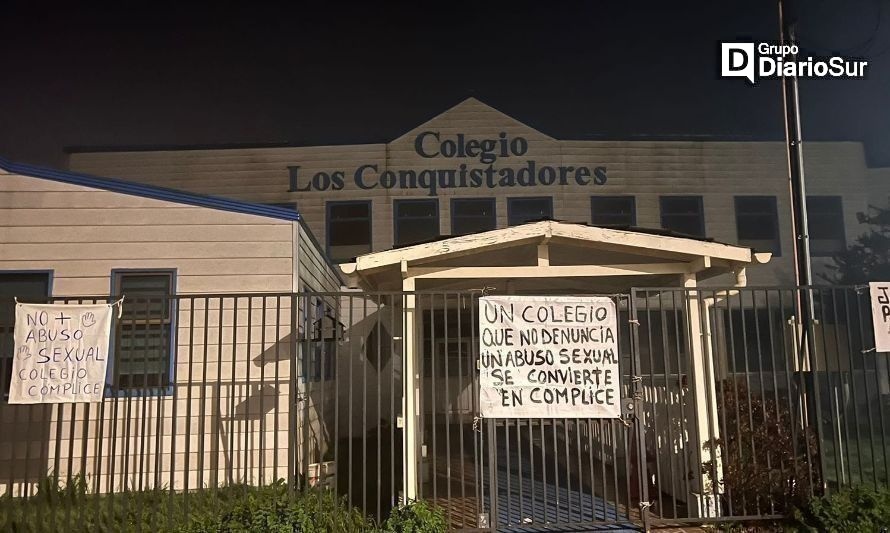 Grupo
DiarioSur
Colegio
Los Conquistadores
NO +
ABUSO
SEXUAL
COLEGIO
COMPLICE
UN COLEGIO
QUE NO DENUNCIA
UN ABUSO SEXUAL
SE CONVIERTE
EN COMPLICE